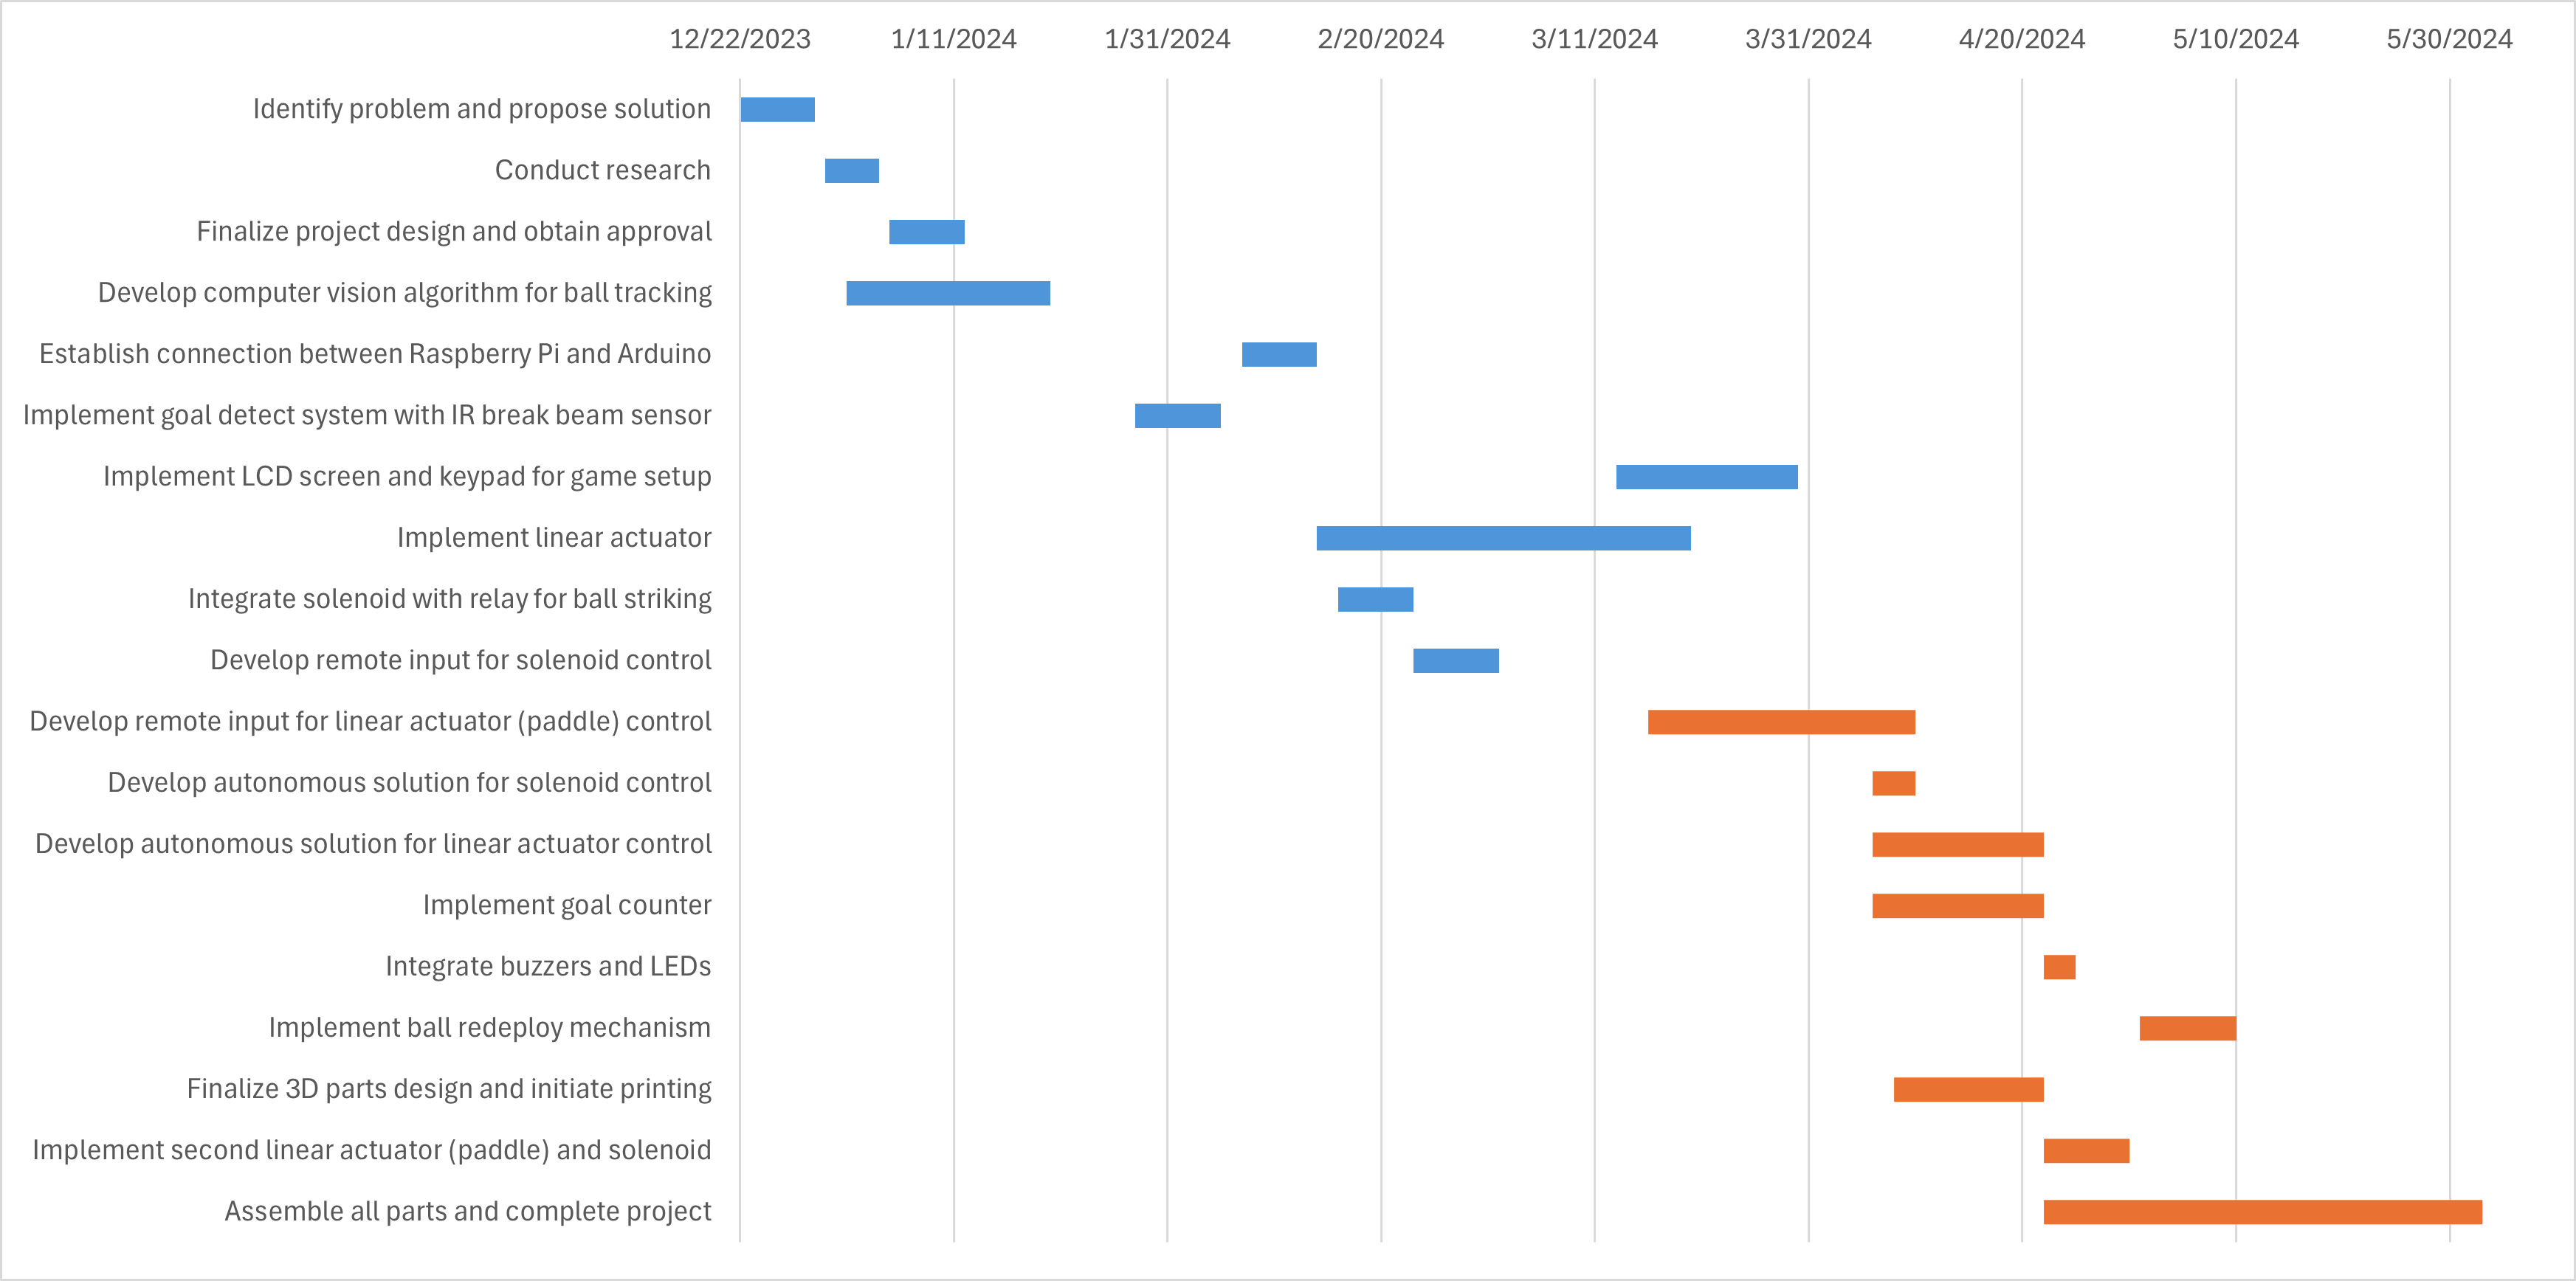 12/22/2023 1/11/2024 1/31/2024 2/20/2024 3/11/2024 3/31/2024 4/20/2024 5/10/2024 5/30/2024
Identify problem and propose solution
Conduct research
Finalize project design and obtain approval
Develop computer vision algorithm for ball tracking
Establish connection between Raspberry Pi and Arduino
Implement goal detect system with IR break beam sensor
Implement LCD screen and keypad for game setup
Implement linear actuator
Integrate solenoid with relay for ball striking
Develop remote input for solenoid control
Develop remote input for linear actuator (paddle) control
Develop autonomous solution for solenoid control
Develop autonomous solution for linear actuator control
Implement goal counter
Integrate buzzers and LEDs
Implement ball redeploy mechanism
Finalize 3D parts design and initiate printing
Implement second linear actuator (paddle) and solenoid
Assemble all parts and complete project